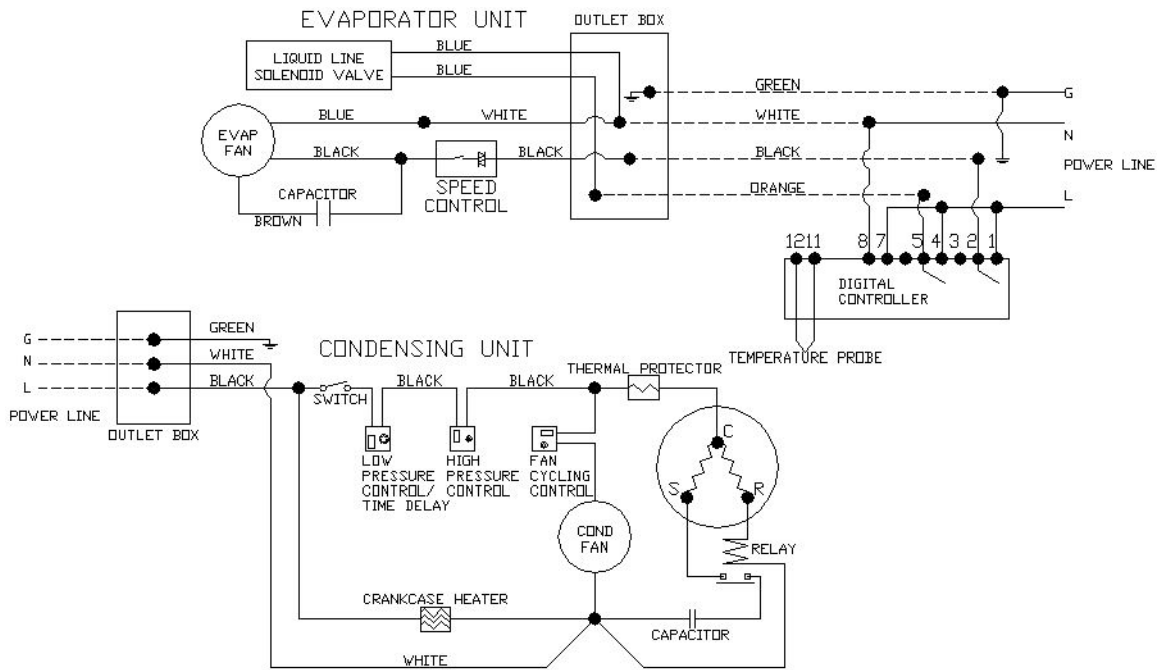 EVAPORATOR UNIT
OUTLET BOX
LIQUID LINE
SOLENOID VALVE
BLUE
BLUE
GREEN
G
EVAP
FAN
BLUE
WHITE
WHITE
N
BLACK
BLACK
BLACK
POWER LINE
SPEED
CONTROL
CAPACITOR
BROWN
ORANGE
L
12 11 8 7 5 4 3 2 1
DIGITAL
CONTROLLER
TEMPERATURE PROBE
CONDENSING UNIT
G
GREEN
N
WHITE
L
BLACK
POWER LINE
OUTLET BOX
SWITCH
BLACK
BLACK
THERMAL PROTECTOR
LOW
PRESSURE
CONTROL/
TIME DELAY
HIGH
PRESSURE
CONTROL
FAN
CYCLING
CONTROL
C
S
R
COND
FAN
RELAY
CRANKCASE HEATER
CAPACITOR
WHITE